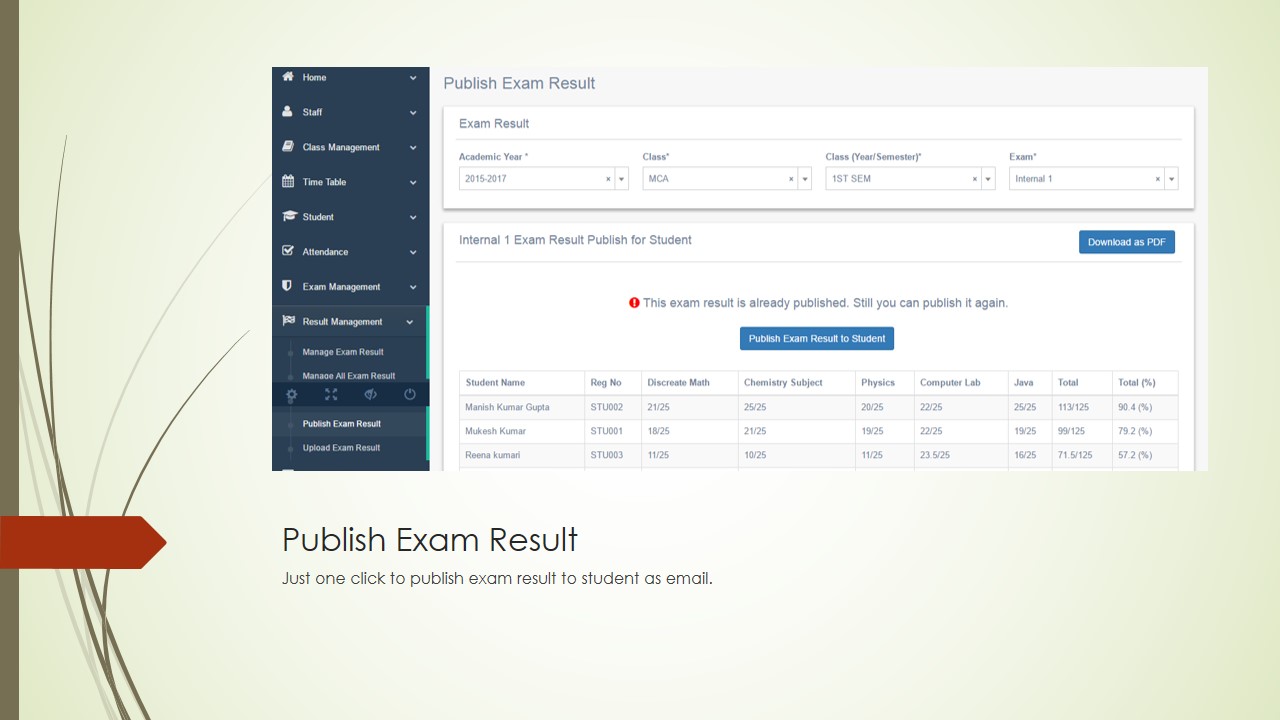 Home
Staff
Class Management
Time Table
Student
Attendance
Exam Management
Result Management
Manage Exam Result
Manage All Exam Result
Publish Exam Result
Upload Exam Result
Publish Exam Result
Exam Result
Academic Year * Class* Class (Year/Semester)* Exam*
2015-2017 × MCA × 1ST SEM × Internal 1 ×
Internal 1 Exam Result Publish for Student Download as PDF
This exam result is already published. Still you can publish it again.
Publish Exam Result to Student
Student Name Reg No Discreate Math Chemistry Subject Physics Computer Lab Java Total Total (%)
Manish Kumar Gupta STU002 21/25 25/25 20/25 22/25 25/25 113/125 90.4 (%)
Mukesh Kumar STU001 18/25 21/25 19/25 22/25 19/25 99/125 79.2 (%)
Reena kumari STU003 11/25 10/25 11/25 23.5/25 16/25 71.5/125 57.2 (%)
Publish Exam Result
Just one click to publish exam result to student as email.